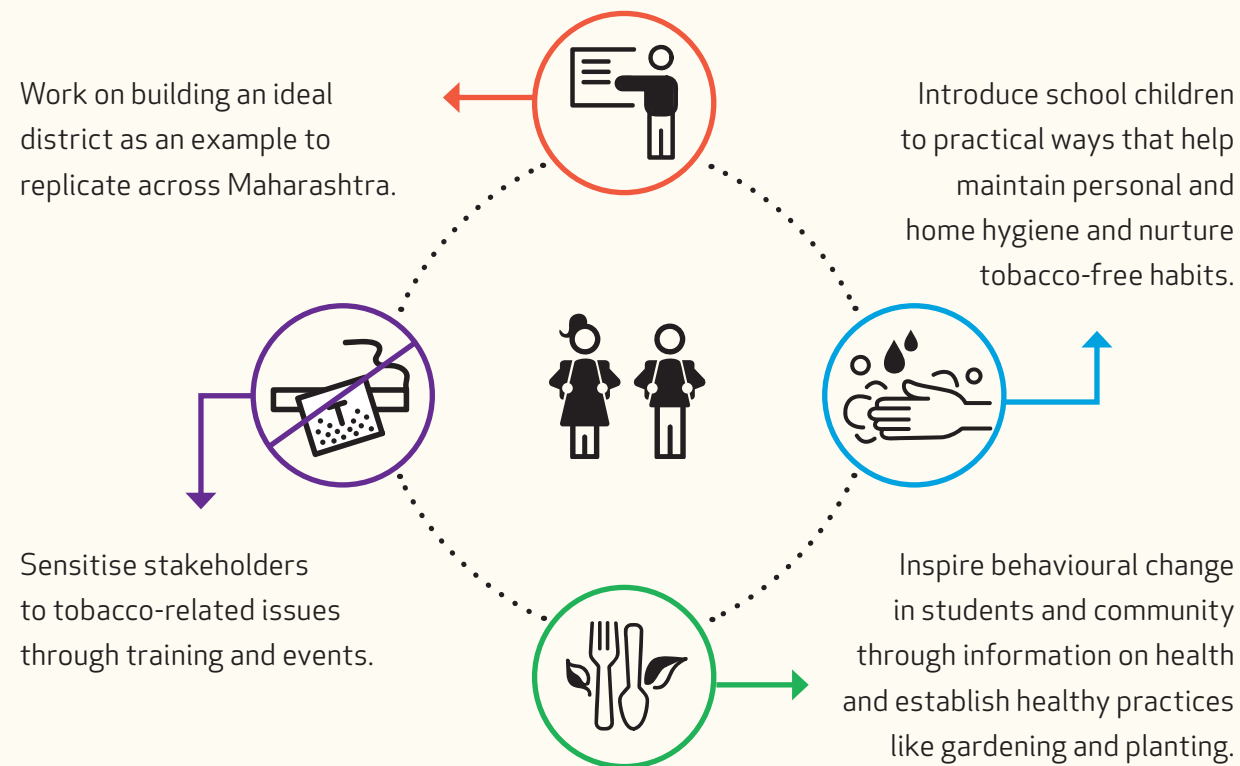 Work on building an ideal
district as an example to
replicate across Maharashtra.
Introduce school children
to practical ways that help
maintain personal and
home hygiene and nurture
tobacco-free habits.
Sensitise stakeholders
to tobacco-related issues
through training and events.
Inspire behavioural change
in students and community
through information on health
and establish healthy practices
like gardening and planting.
T